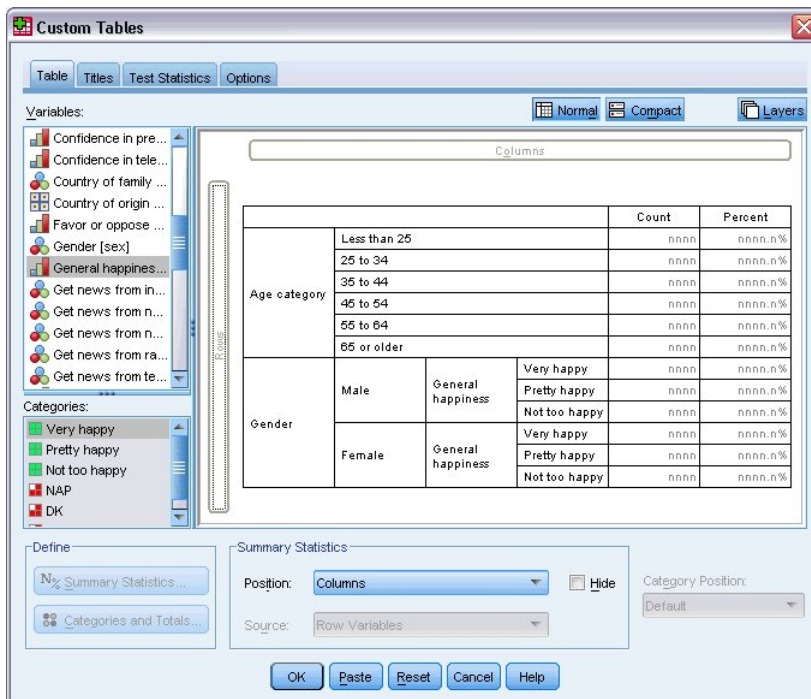 Custom Tables
Table Titles Test Statistics Options
Variables:
Normal Compact Layers
Confidence in pre...
Confidence in tele...
Country of family ...
Country of origin ...
Favor or oppose ...
Gender [sex]
General happines...
Get news from in...
Get news from n...
Get news from n...
Get news from ra...
Get news from te...
Categories:
Very happy
Pretty happy
Not too happy
NAP
DK
Columns
Rows
Count Percent
Age category
Less than 25 nnnn nnnn.n%
25 to 34 nnnn nnnn.n%
35 to 44 nnnn nnnn.n%
45 to 54 nnnn nnnn.n%
55 to 64 nnnn nnnn.n%
65 or older nnnn nnnn.n%
Gender
Male
General
happiness
Very happy nnnn nnnn.n%
Pretty happy nnnn nnnn.n%
Not too happy nnnn nnnn.n%
Female
General
happiness
Very happy nnnn nnnn.n%
Pretty happy nnnn nnnn.n%
Not too happy nnnn nnnn.n%
Define
N% Summary Statistics...
Categories and Totals...
Summary Statistics
Position: Columns Hide
Source: Row Variables
Category Position:
Default
OK Paste Reset Cancel Help